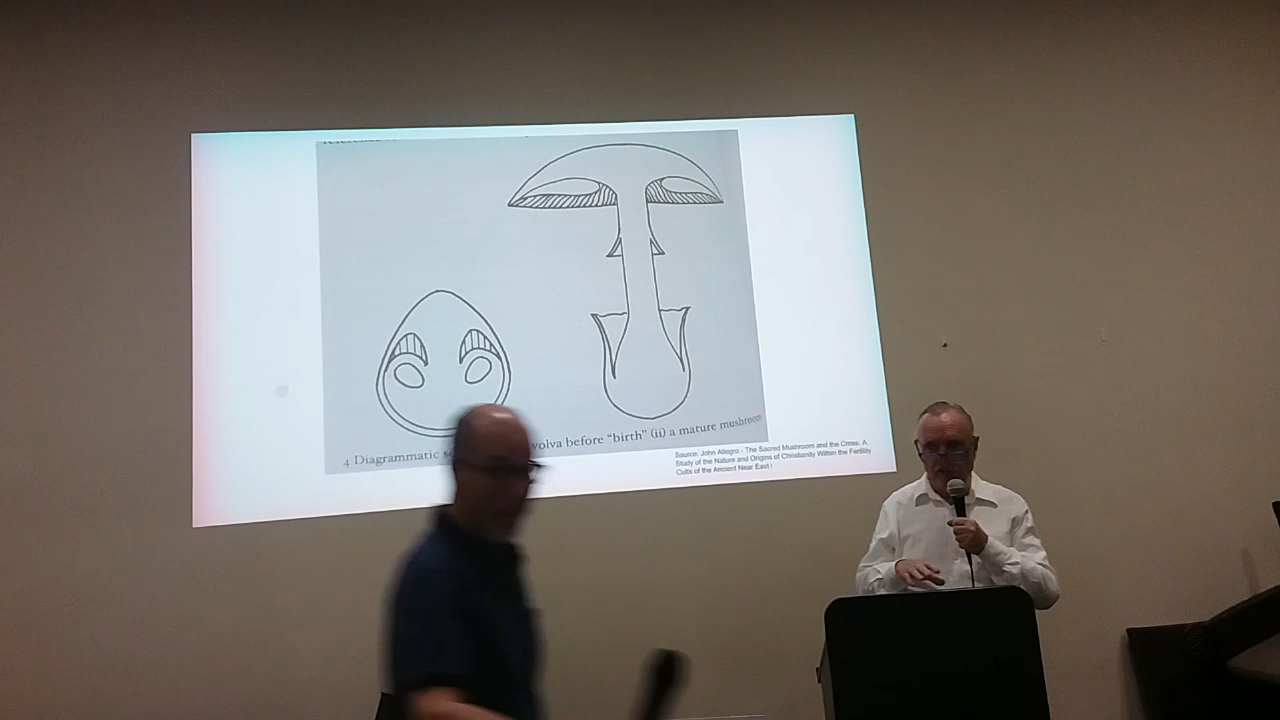 4 Diagrammatic volva before "birth" (ii) a mature mushroom
Source: John Allegro - The Sacred Mushroom and the Cross: A
Study of the Nature and Origins of Christianity Within the Fertility
Cults of the Ancient Near East